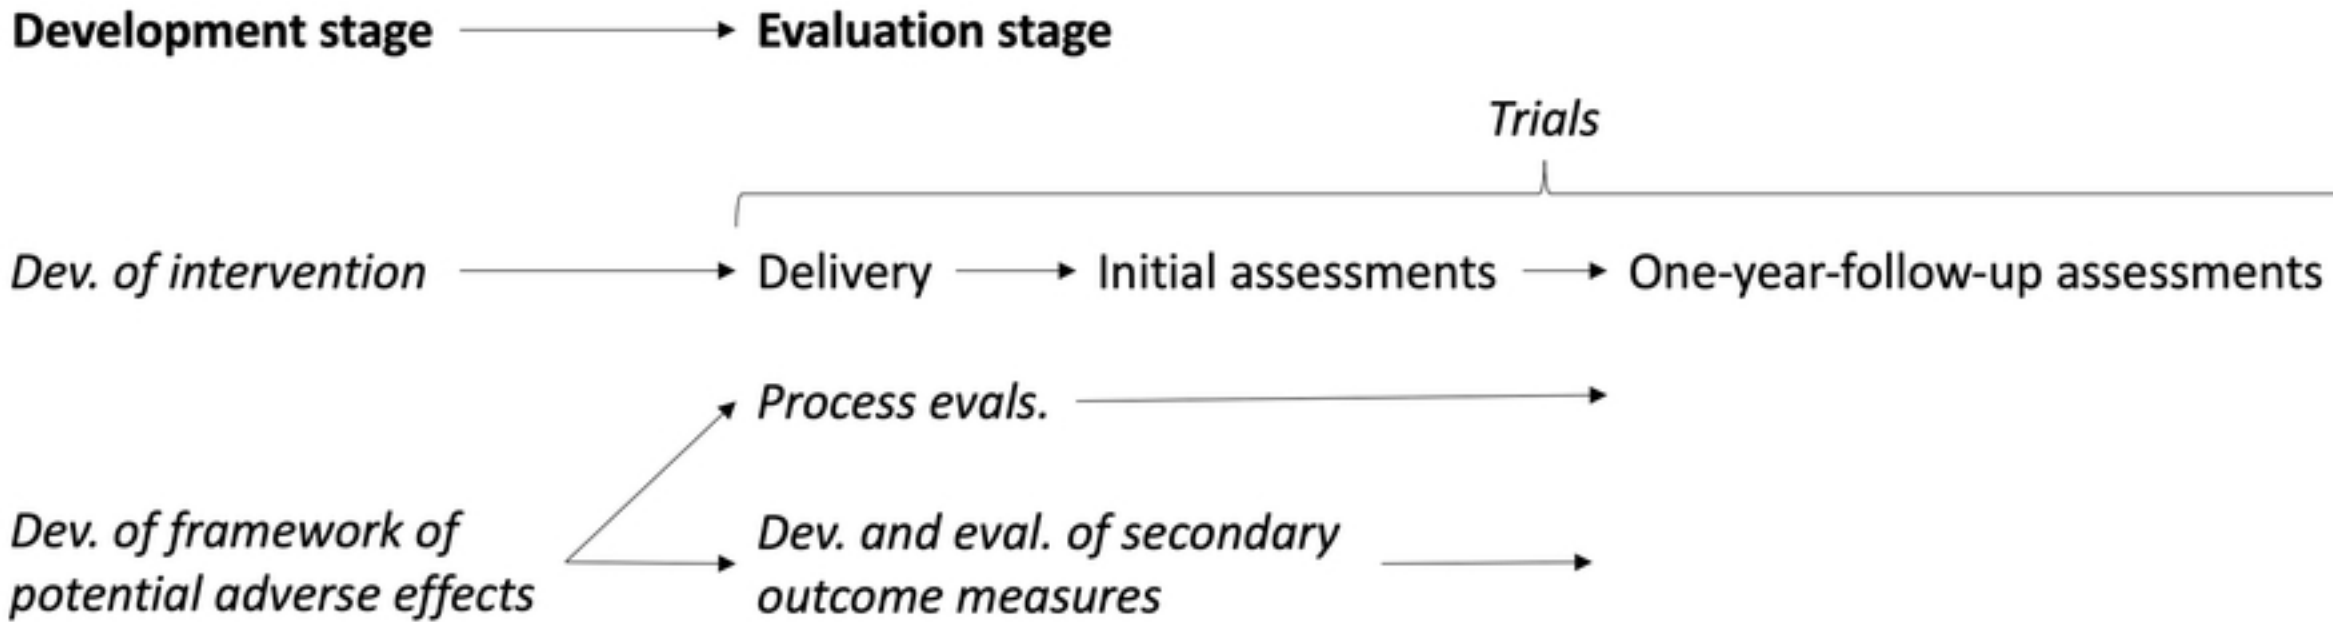 Development stage
Evaluation stage
Trials
Dev. of intervention
Delivery
Initial assessments
One-year-follow-up assessments
Process evals.
Dev. of framework of
potential adverse effects
Dev. and eval. of secondary
outcome measures